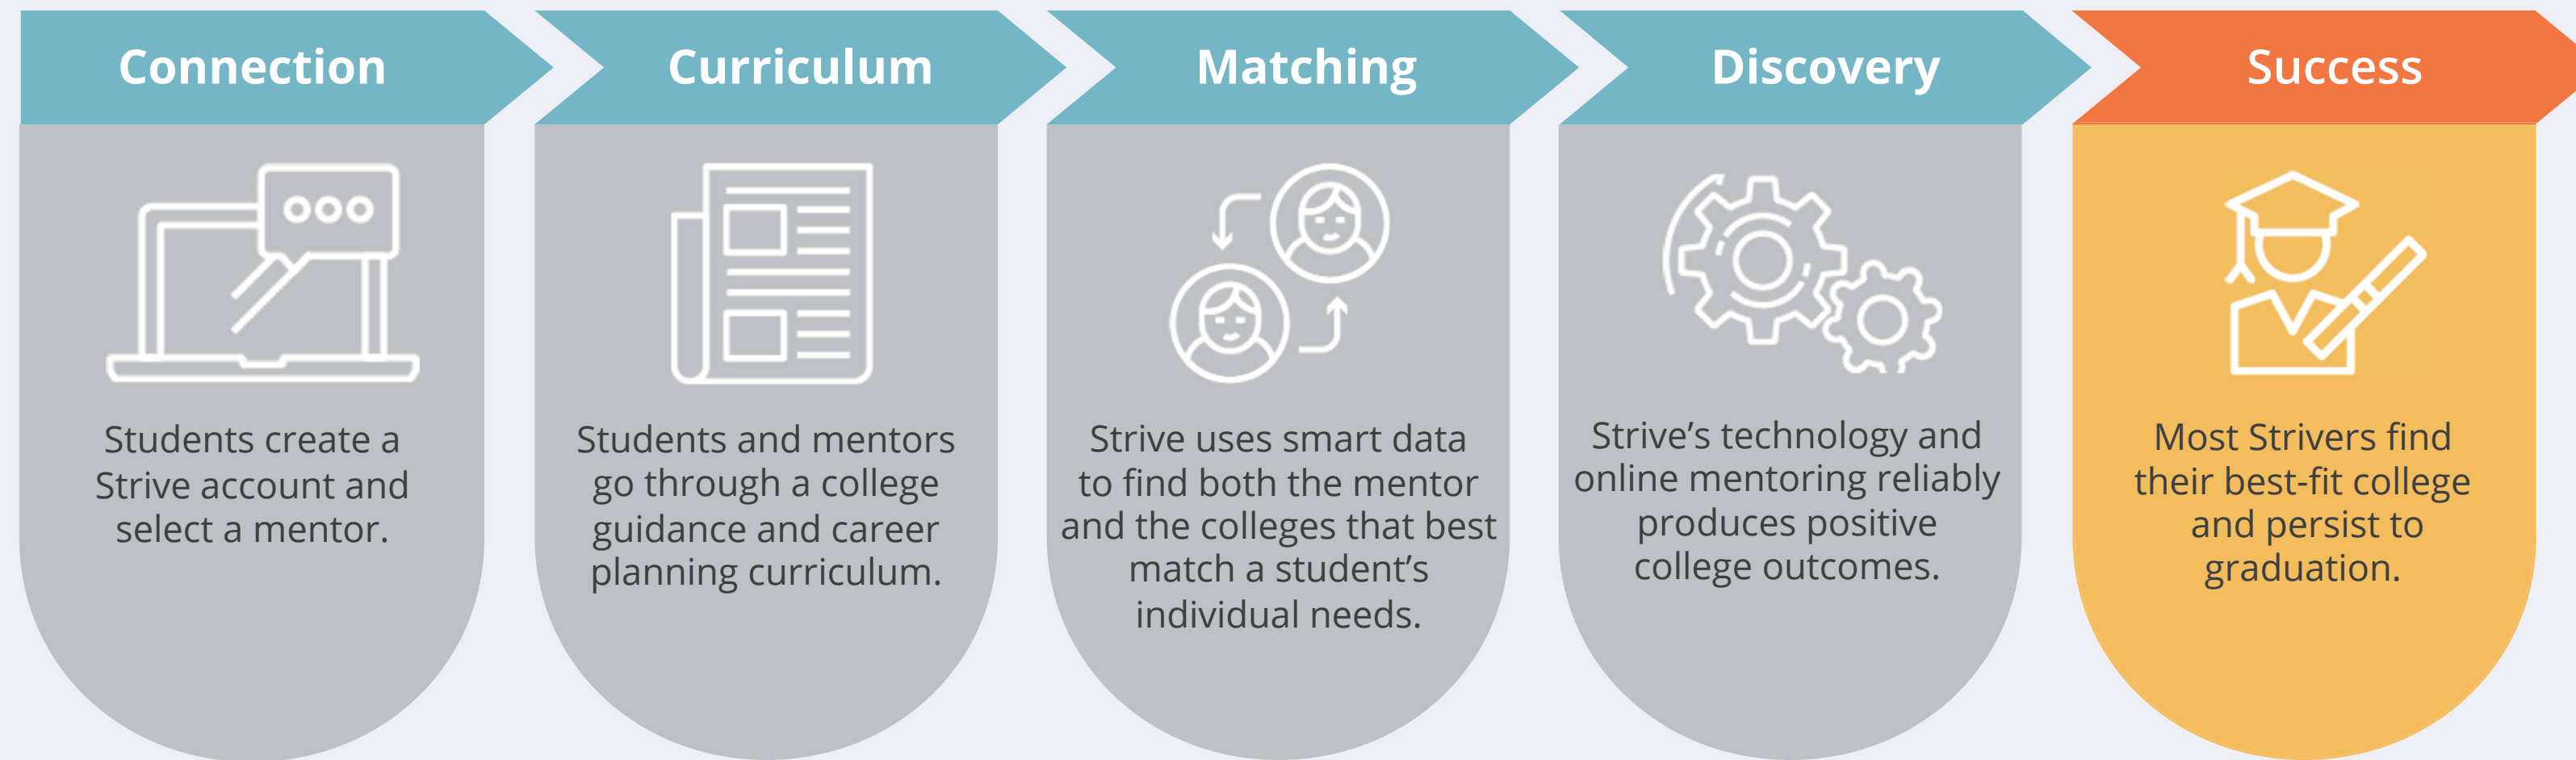 Connection
Students create a
Strive account and
select a mentor.
Curriculum
Students and mentors
go through a college
guidance and career
planning curriculum.
Matching
Strive uses smart data
to find both the mentor
and the colleges that best
match a student’s
individual needs.
Discovery
Strive’s technology and
online mentoring reliably
produces positive
college outcomes.
Success
Most Strivers find
their best-fit college
and persist to
graduation.